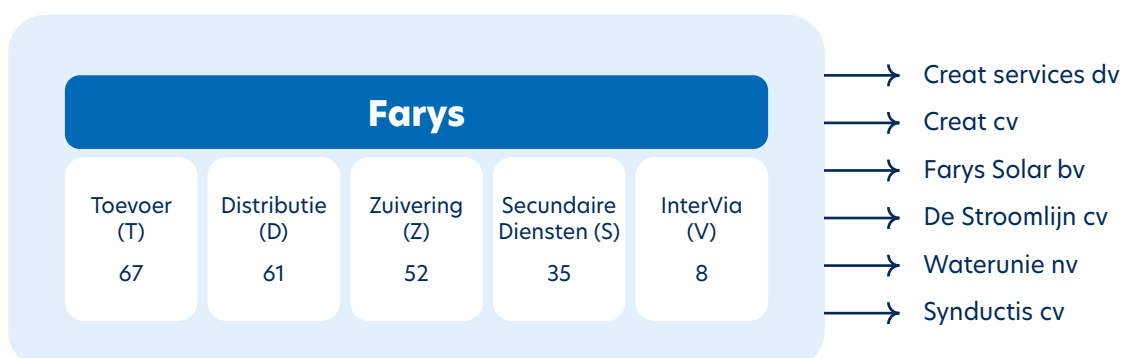 Farys
Toevoer
(T)
67
Distributie
(D)
61
Zuivering
(Z)
52
Secundaire
Diensten (S)
35
InterVia
(V)
8
Creat services dv
Creat cv
Farys Solar bv
De Stroomlijn cv
Waterunie nv
Synductis cv